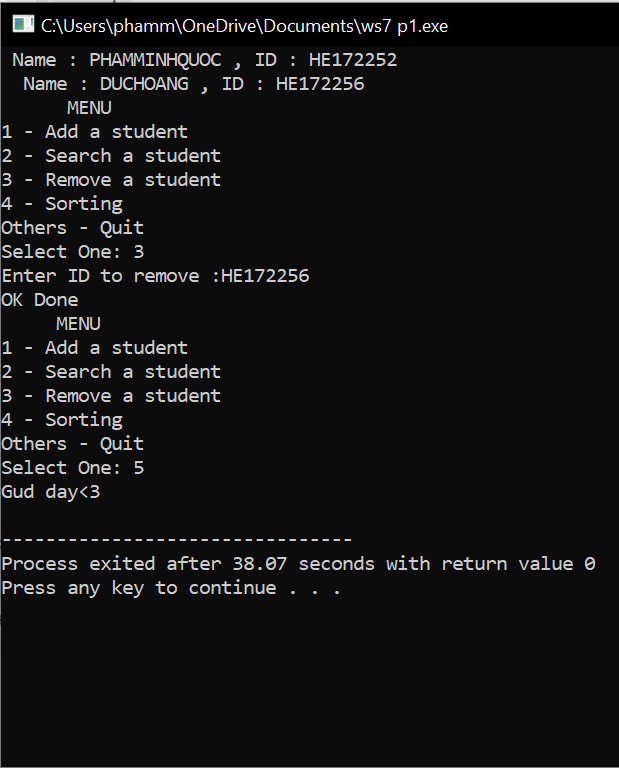 C:\Users\phamm\OneDrive\Documents\ws7 p1.exe
Name : PHAMMINHQUOC , ID : HE172252
Name : DUCHOANG , ID : HE172256
MENU
1 - Add a student
2 - Search a student
3 - Remove a student
4 - Sorting
Others - Quit
Select One: 3
Enter ID to remove :HE172256
OK Done
MENU
1 - Add a student
2 - Search a student
3 - Remove a student
4 - Sorting
Others - Quit
Select One: 5
Gud day<3
--------------------------------
Process exited after 38.07 seconds with return value 0
Press any key to continue . . .